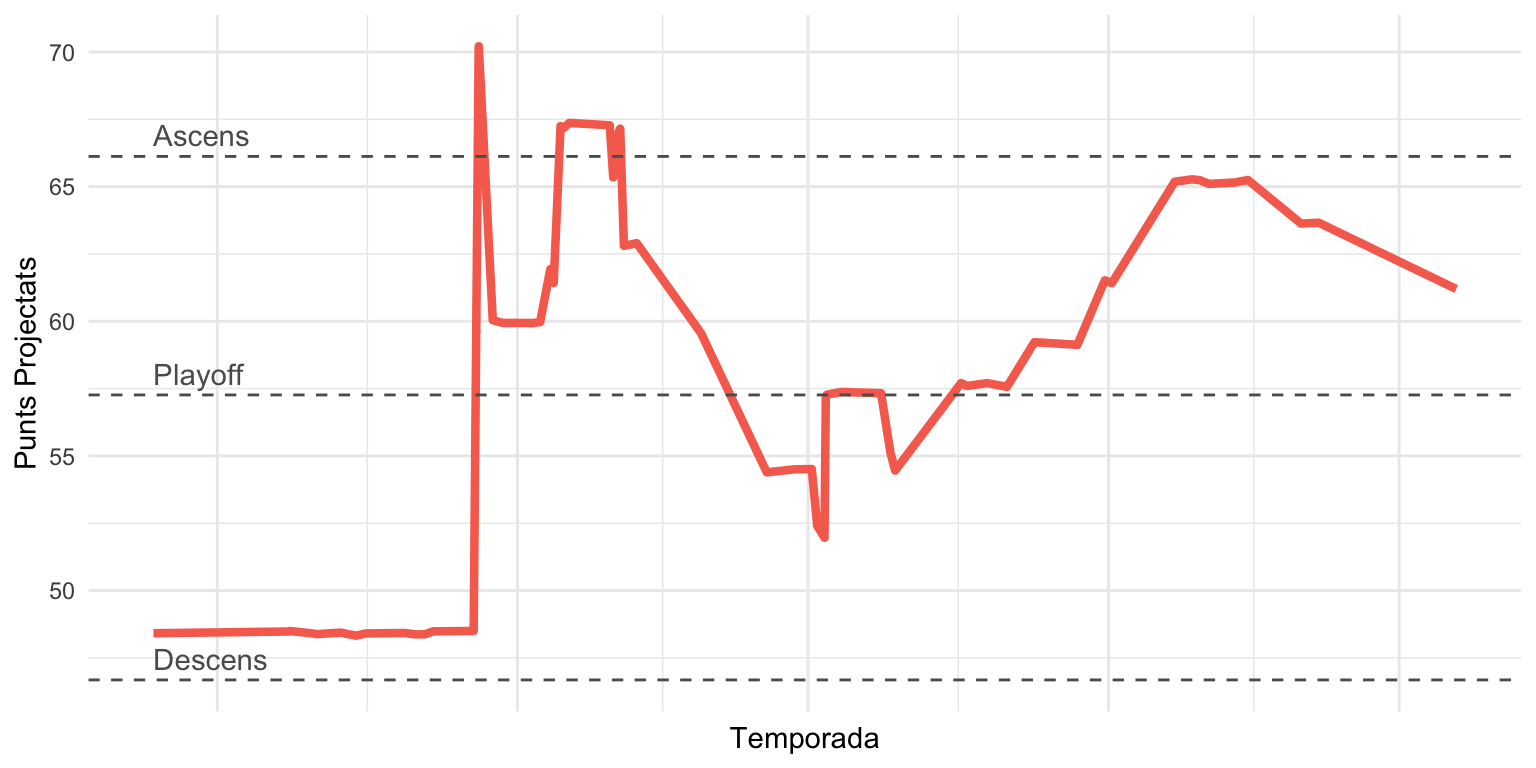 70
Ascens
65
60
Playoff
55
50
Descens
Punts Projectats
Temporada